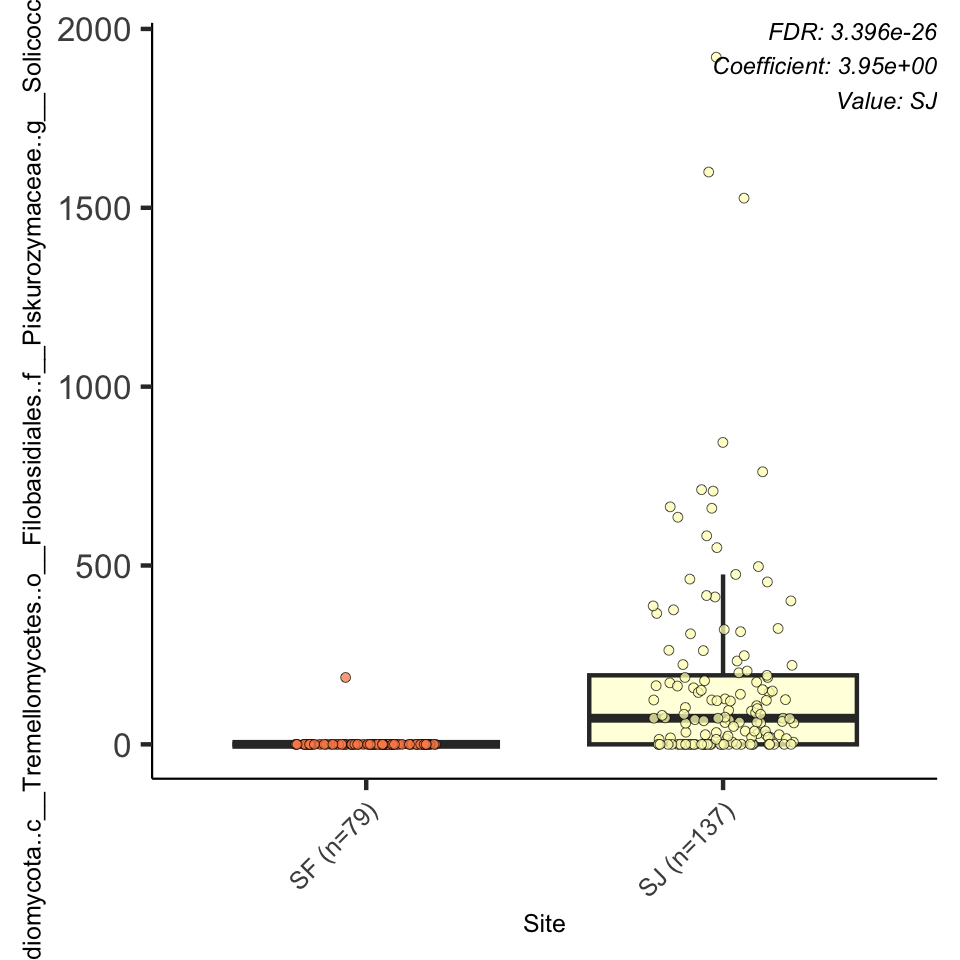 diomycota..c__Tremellomycetes..o__Filobasidiales..f__Piskurozymaceae..g__Solicocc
2000
1500
1000
500
0
FDR: 3.396e-26
Coefficient: 3.95e+00
Value: SJ
SF (n=79)
SJ (n=137)
Site